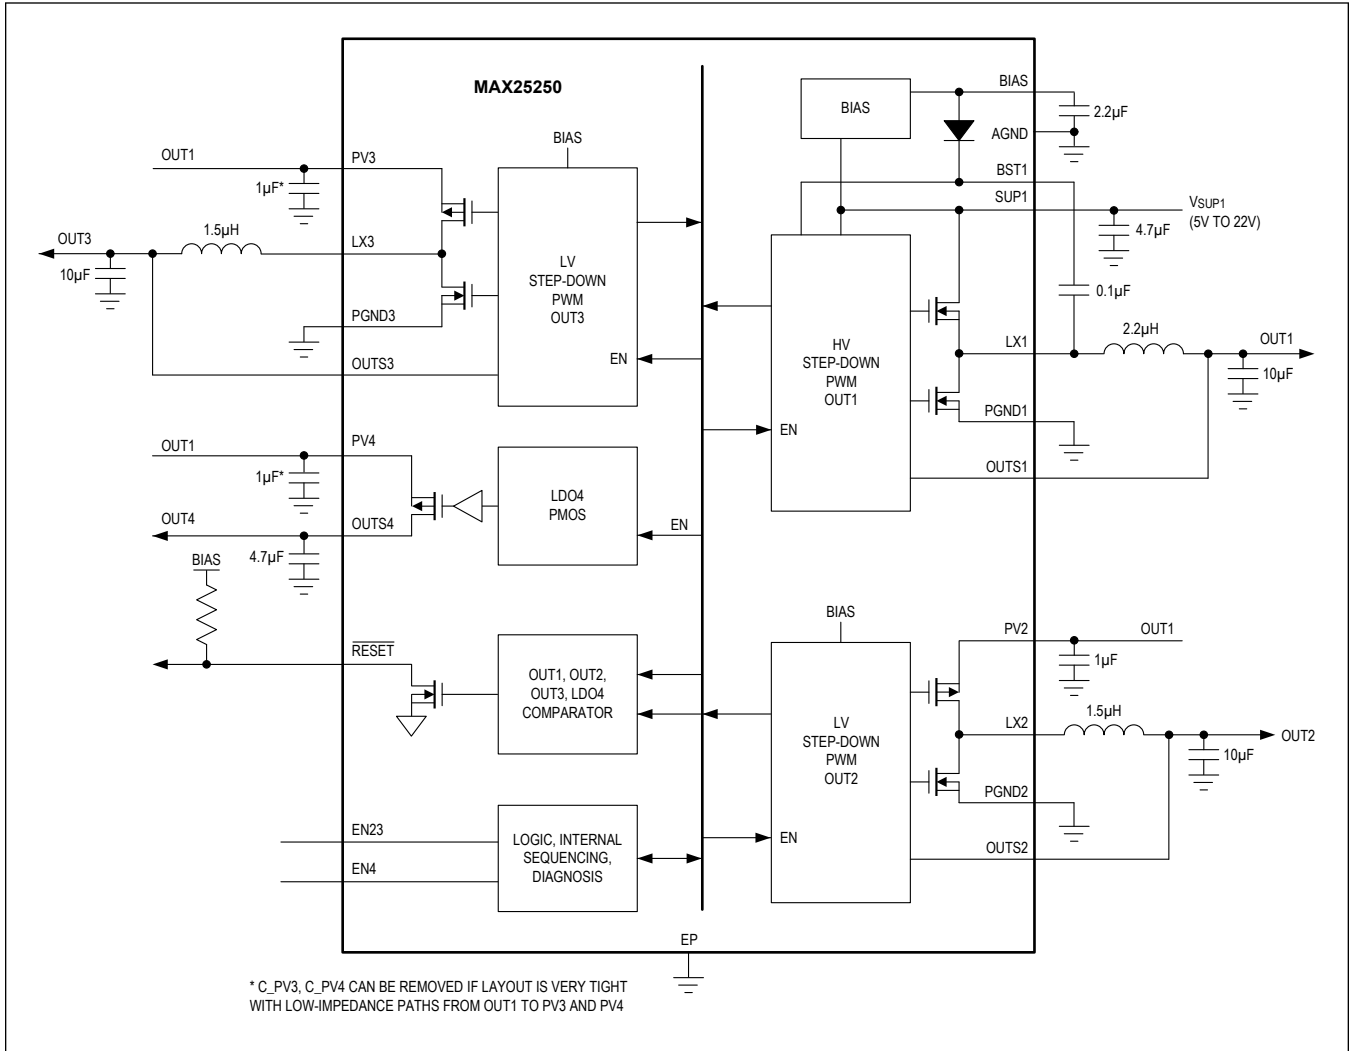 MAX25250
BIAS
BIAS
2.2µF
AGND
BIAS
OUT1
PV3
1µF*
BST1
SUP1
VSUP1
(5V TO 22V)
4.7µF
OUT3
1.5µH
LX3
10µF
LV
STEP-DOWN
PWM
OUT3
0.1µF
PGND3
HV
STEP-DOWN
PWM
OUT1
LX1
2.2µH
OUT1
10µF
OUTS3
EN
PGND1
EN
OUT1
PV4
1µF*
LDO4
PMOS
OUTS1
OUT4
OUTS4
EN
4.7µF
BIAS
BIAS
PV2
OUT1
1µF
RESET
OUT1, OUT2,
OUT3, LDO4
COMPARATOR
LV
STEP-DOWN
PWM
OUT2
LX2
1.5µH
OUT2
10µF
PGND2
EN23
EN4
LOGIC, INTERNAL
SEQUENCING,
DIAGNOSIS
EN
OUTS2
EP
* C_PV3, C_PV4 CAN BE REMOVED IF LAYOUT IS VERY TIGHT
WITH LOW-IMPEDANCE PATHS FROM OUT1 TO PV3 AND PV4